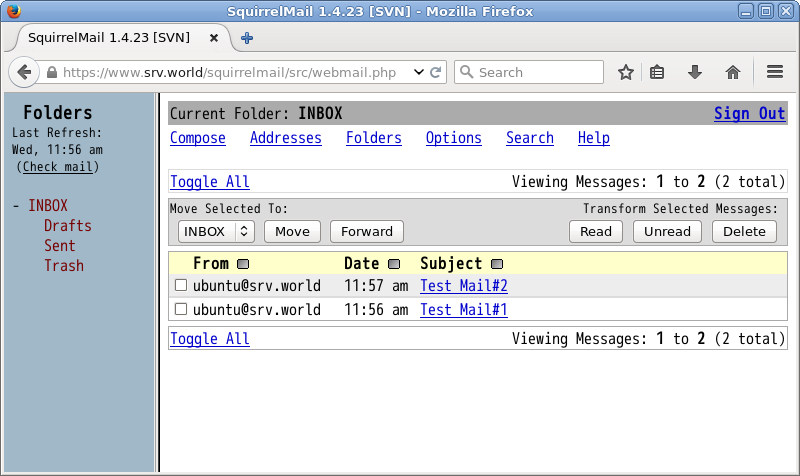 SquirrelMail 1.4.23 [SVN] - Mozilla Firefox
SquirrelMail 1.4.23 [SVN]
https://www.srv.world/squirrelmail/src/webmail.php
Search
Folders
Last Refresh:
Wed, 11:56 am
(Check mail)
- INBOX
Drafts
Sent
Trash
Current Folder: INBOX Sign Out
Compose Addresses Folders Options Search Help
Toggle All Viewing Messages: 1 to 2 (2 total)
Move Selected To: Transform Selected Messages:
INBOX Move Forward Read Unread Delete
From Date Subject
ubuntu@srv.world 11:57 am Test Mail#2
ubuntu@srv.world 11:56 am Test Mail#1
Toggle All Viewing Messages: 1 to 2 (2 total)